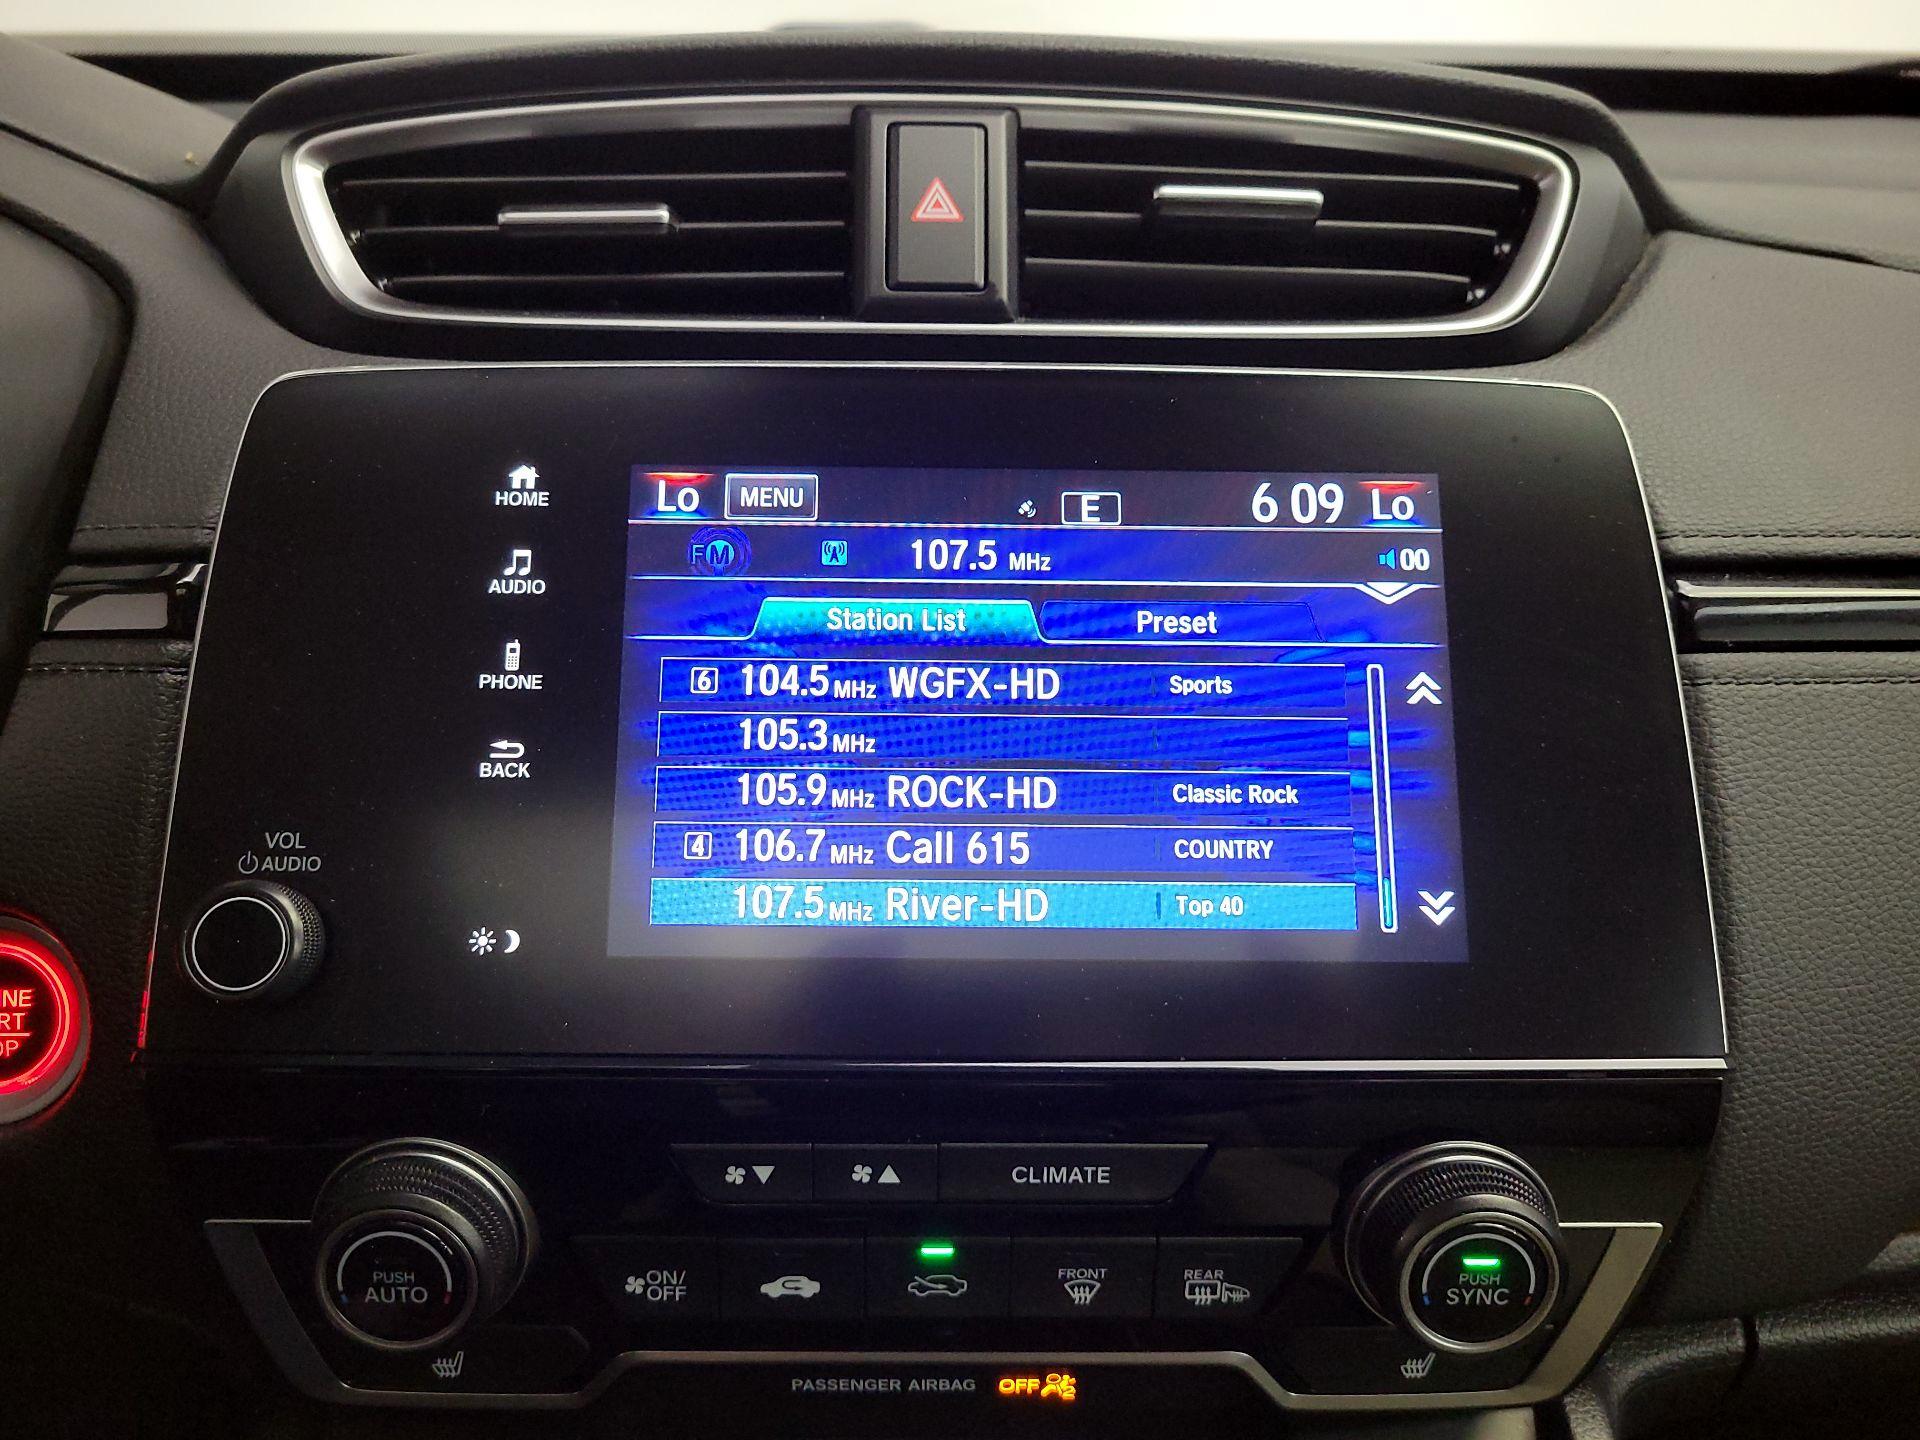 Lo MENU E 6 09 Lo
FM 107.5 MHz 00
Station List Preset
6 104.5 MHz WGFX-HD Sports
105.3 MHz
105.9 MHz ROCK-HD Classic Rock
4 106.7 MHz Call 615 COUNTRY
107.5 MHz River-HD Top 40
HOME
AUDIO
PHONE
BACK
VOL
AUDIO
CLIMATE
PUSH
AUTO
ON/
OFF
FRONT
REAR
PUSH
SYNC
PASSENGER AIRBAG OFF 2